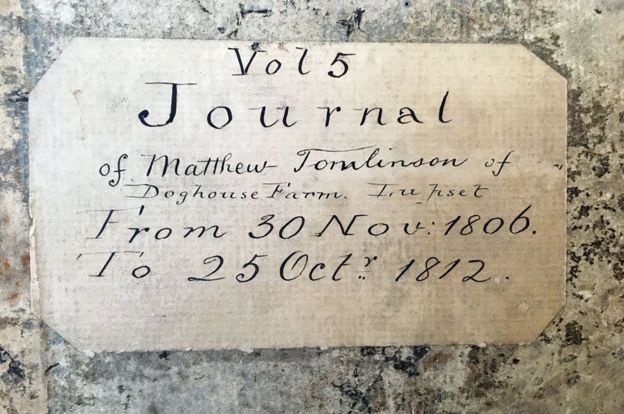 Vol 5
Journal
of Matthew Tomlinson of
Doghouse Farm. Lupset
From 30 Nov: 1806.
To 25 Octr 1812.